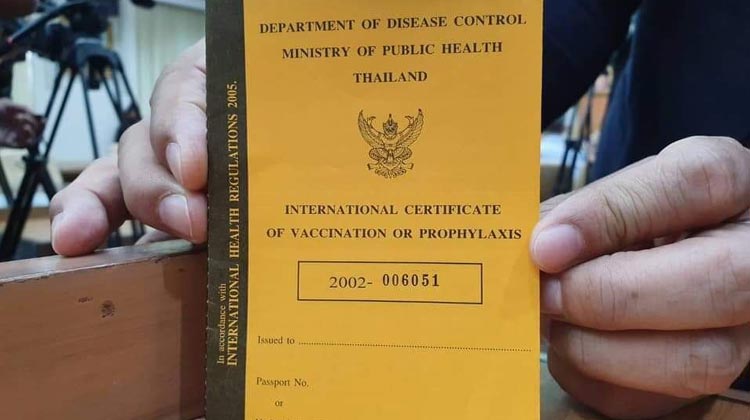 DEPARTMENT OF DISEASE CONTROL
MINISTRY OF PUBLIC HEALTH
THAILAND
INTERNATIONAL CERTIFICATE
OF VACCINATION OR PROPHYLAXIS
2002- 006051
Issued to ..........................................................................
Passport No.
or
In accordance with
INTERNATIONAL HEALTH REGULATIONS 2005.